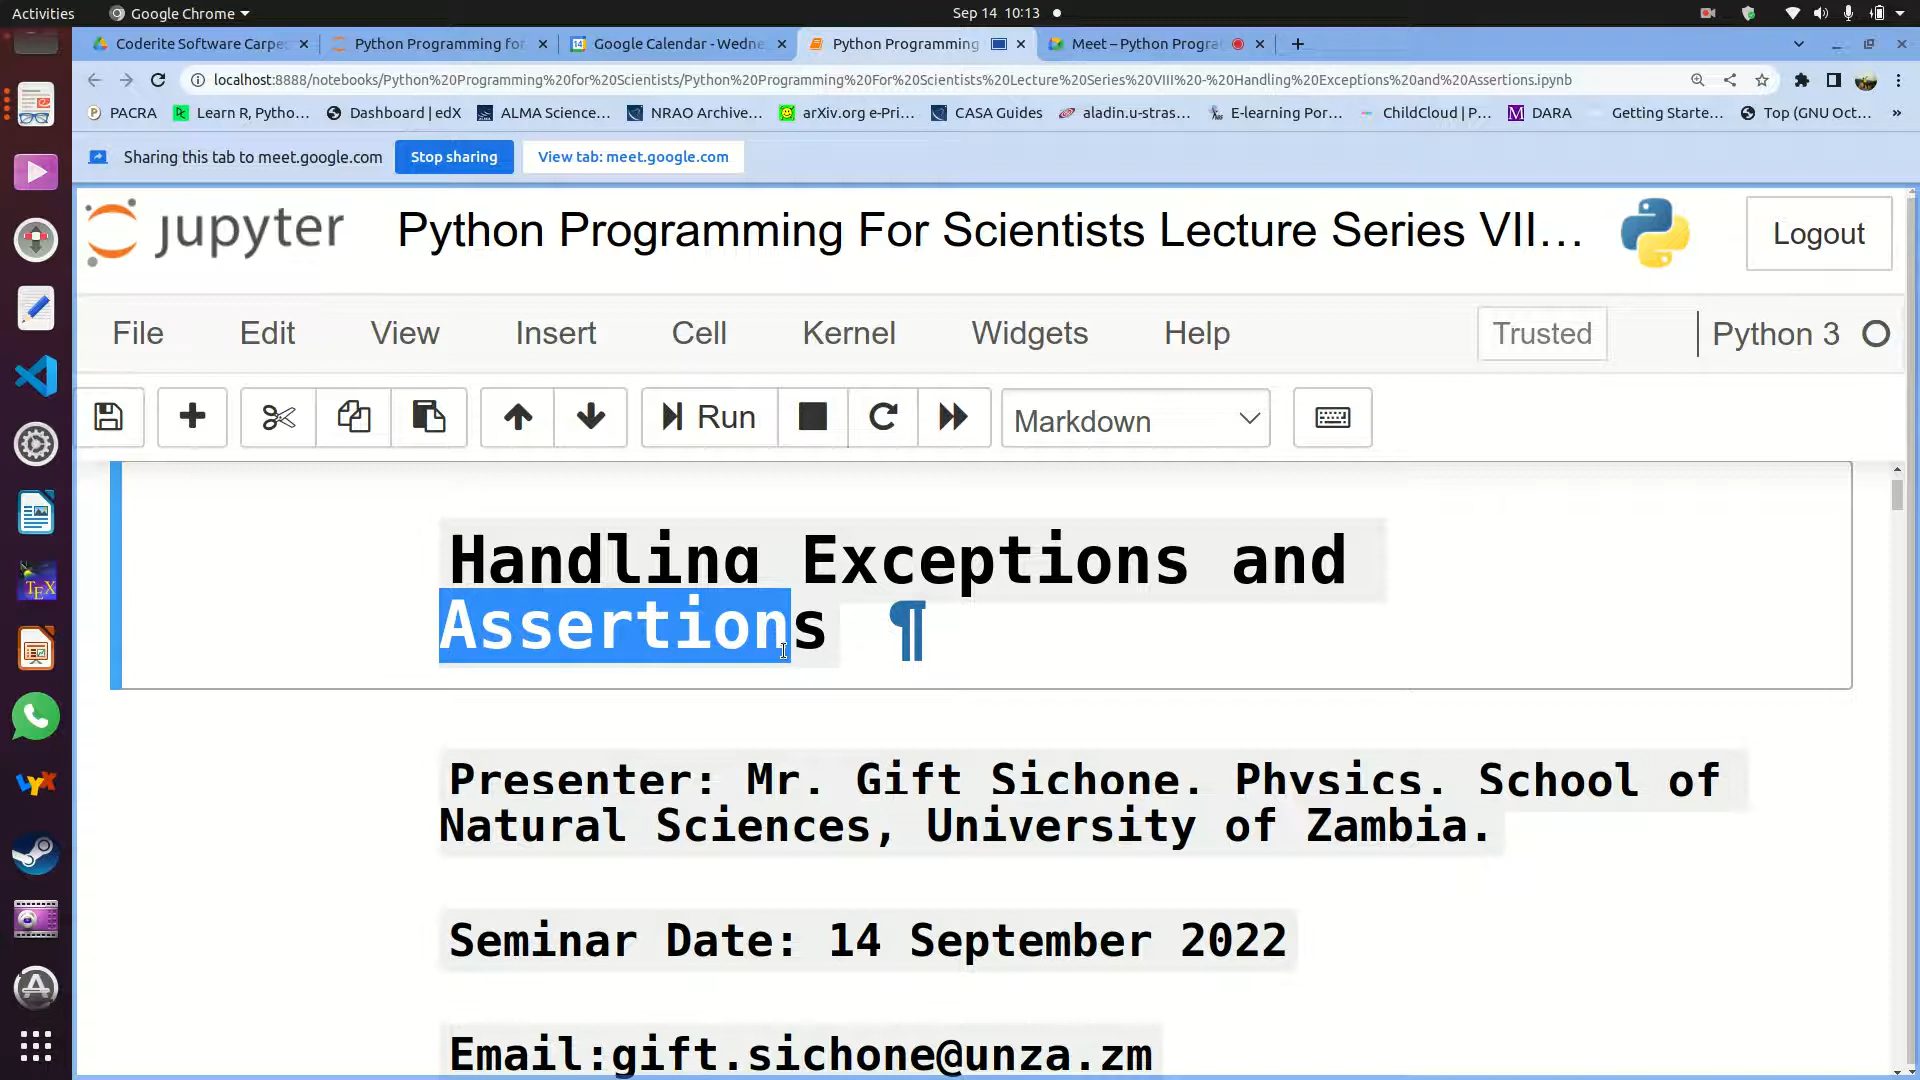 Activities Google Chrome Sep 14 10:13
Coderite Software Carpe Python Programming for Google Calendar - Wedne Python Programming Meet – Python Progra
localhost:8888/notebooks/Python%20Programming%20for%20Scientists/Python%20Programming%20For%20Scientists%20Lecture%20Series%20VIII%20-%20Handling%20Exceptions%20and%20Assertions.ipynb
PACRA Learn R, Pytho... Dashboard | edX ALMA Science... NRAO Archive... arXiv.org e-Pri... CASA Guides aladin.u-stras... E-learning Por... ChildCloud | P... DARA Getting Starte... Top (GNU Oct... »
Sharing this tab to meet.google.com Stop sharing View tab: meet.google.com
jupyter Python Programming For Scientists Lecture Series VII... Logout
File Edit View Insert Cell Kernel Widgets Help Trusted Python 3
Run Markdown
Handling Exceptions and
Assertions ¶
Presenter: Mr. Gift Sichone, Physics, School of
Natural Sciences, University of Zambia.
Seminar Date: 14 September 2022
Email:gift.sichone@unza.zm